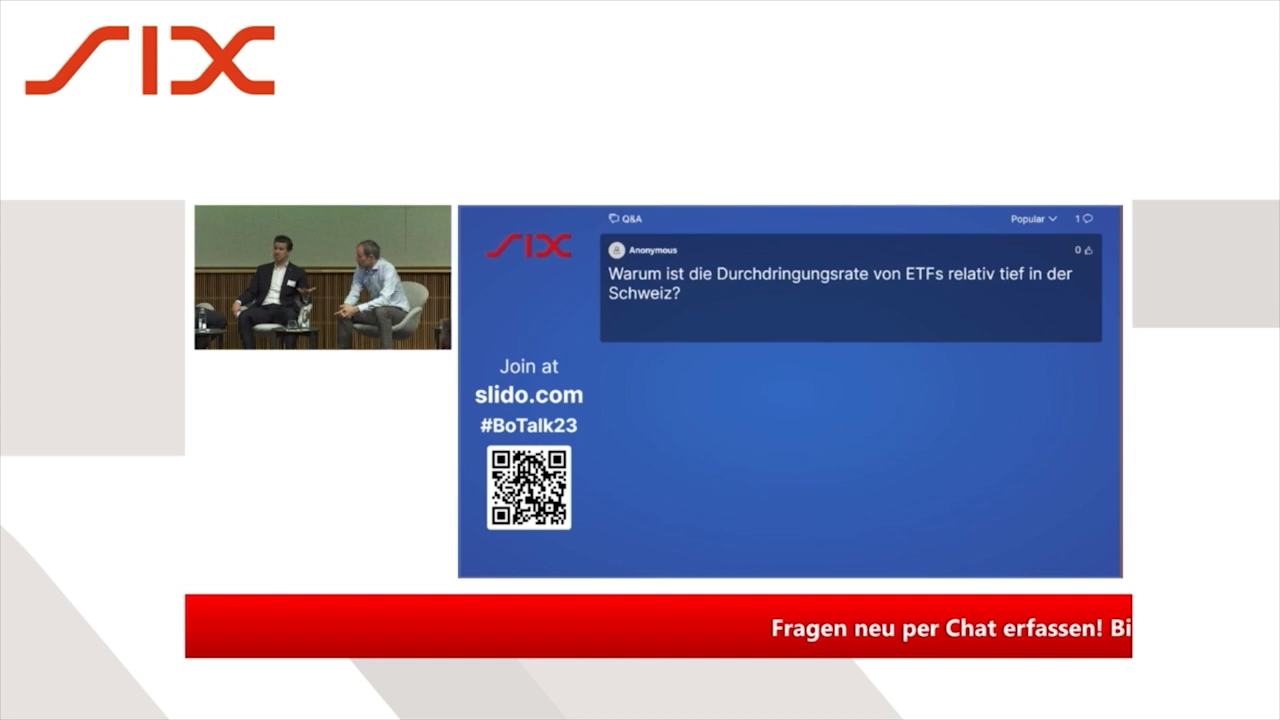 SIX
Q&A
Popular
1
SIX
Anonymous
0
Warum ist die Durchdringungsrate von ETFs relativ tief in der
Schweiz?
Join at
slido.com
#BoTalk23
Fragen neu per Chat erfassen! Bi